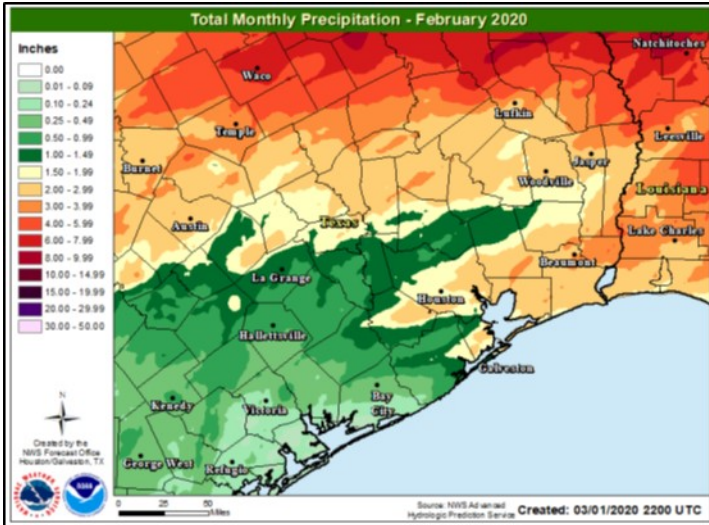 Total Monthly Precipitation - February 2020
Inches
0.00
0.01 - 0.09
0.10 - 0.24
0.25 - 0.49
0.50 - 0.99
1.00 - 1.49
1.50 - 1.99
2.00 - 2.99
3.00 - 3.99
4.00 - 5.99
6.00 - 7.99
8.00 - 9.99
10.00 - 14.99
15.00 - 19.99
20.00 - 29.99
30.00 - 50.00
Natchitoches
Waco
Lufkin
Temple
Leesville
Jasper
Burnet
Woodville
Louisiana
Austin
Texas
Lake Charles
Beaumont
La Grange
Houston
Hallettsville
Galveston
Kenedy
Victoria
Bay
City
George West
Refugio
N
Created by the
NWS Forecast Office
Houston/Galveston, TX
0 25 50
Miles
Source: NWS Advanced
Hydrologic Prediction Service
Created: 03/01/2020 2200 UTC